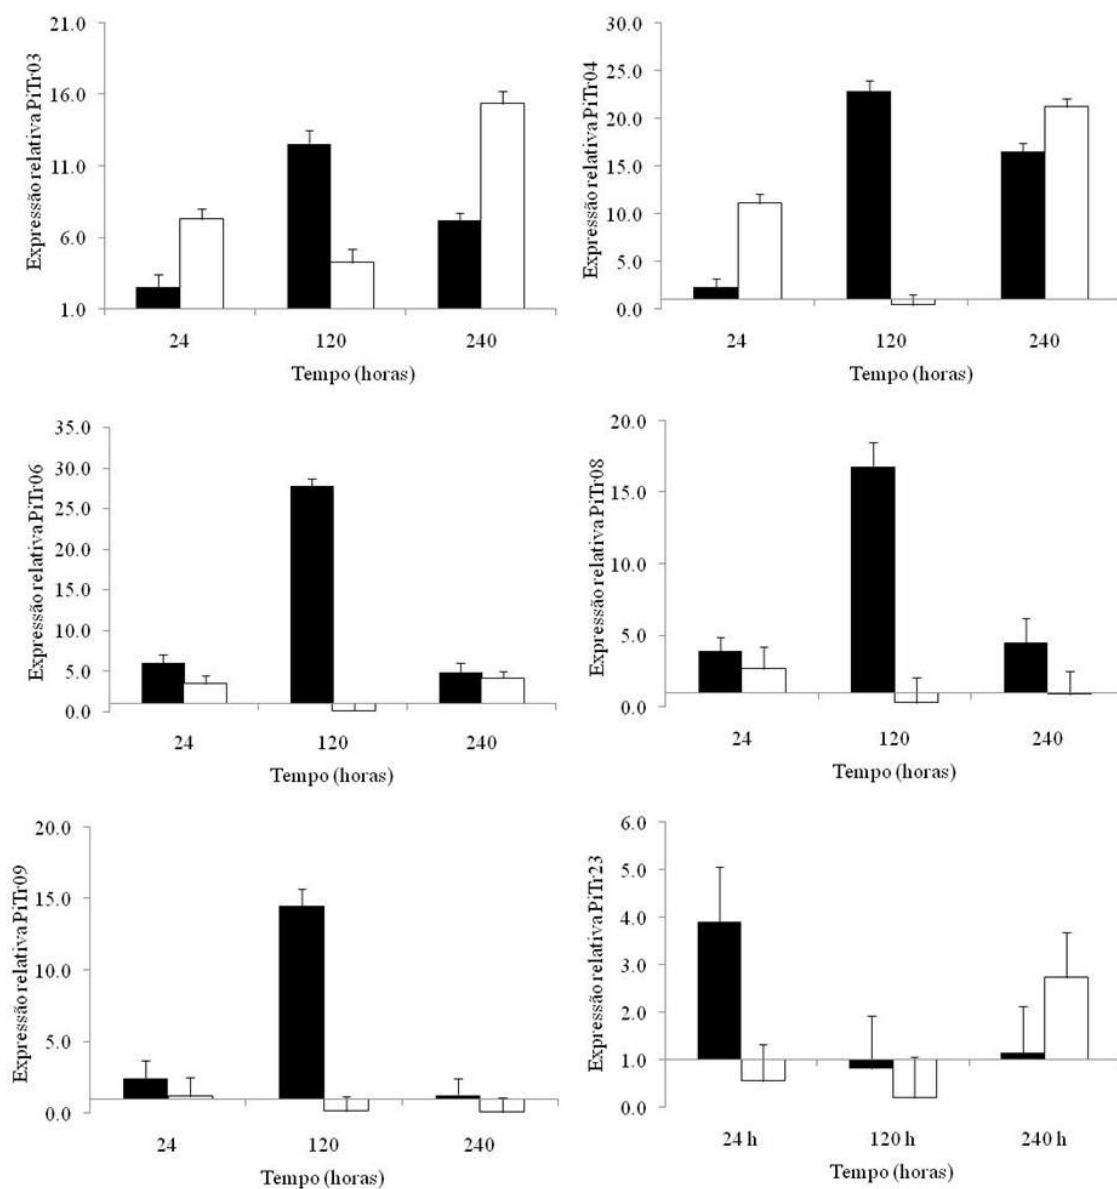 Expressão relativa PiTr03
21.0
16.0
11.0
6.0
1.0
24 120 240
Tempo (horas)
Expressão relativa PiTr04
30.0
25.0
20.0
15.0
10.0
5.0
0.0
24 120 240
Tempo (horas)
Expressão relativa PiTr06
35.0
30.0
25.0
20.0
15.0
10.0
5.0
0.0
24 120 240
Tempo (horas)
Expressão relativa PiTr08
20.0
15.0
10.0
5.0
0.0
24 120 240
Tempo (horas)
Expressão relativa PiTr09
20.0
15.0
10.0
5.0
0.0
24 120 240
Tempo (horas)
Expressão relativa PiTr23
6.0
5.0
4.0
3.0
2.0
1.0
0.0
24 h 120 h 240 h
Tempo (horas)